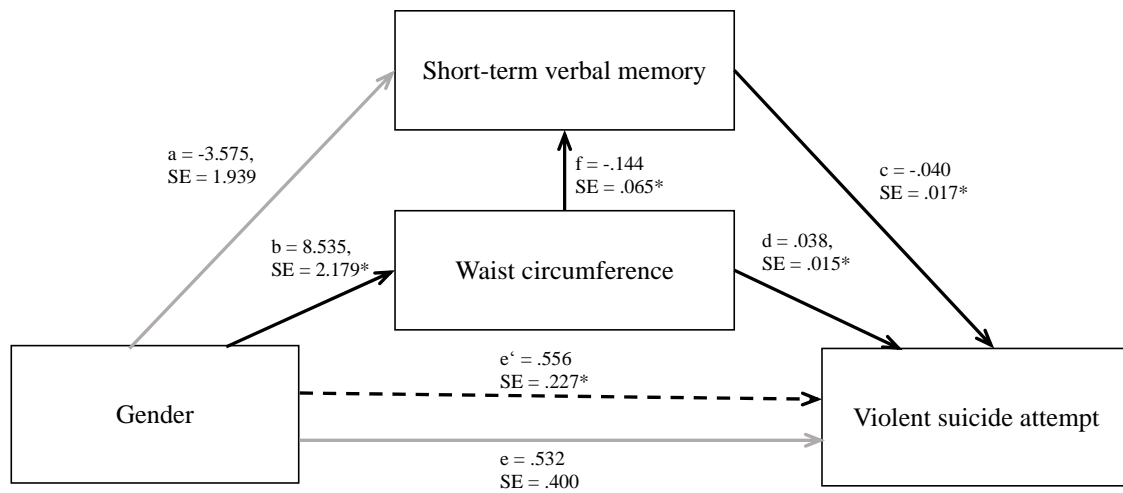 Short-term verbal memory
a = -3.575,
SE = 1.939
f = -.144
SE = .065*
c = -.040
SE = .017*
b = 8.535,
SE = 2.179*
Waist circumference
d = .038,
SE = .015*
Gender
e‘ = .556
SE = .227*
Violent suicide attempt
e = .532
SE = .400